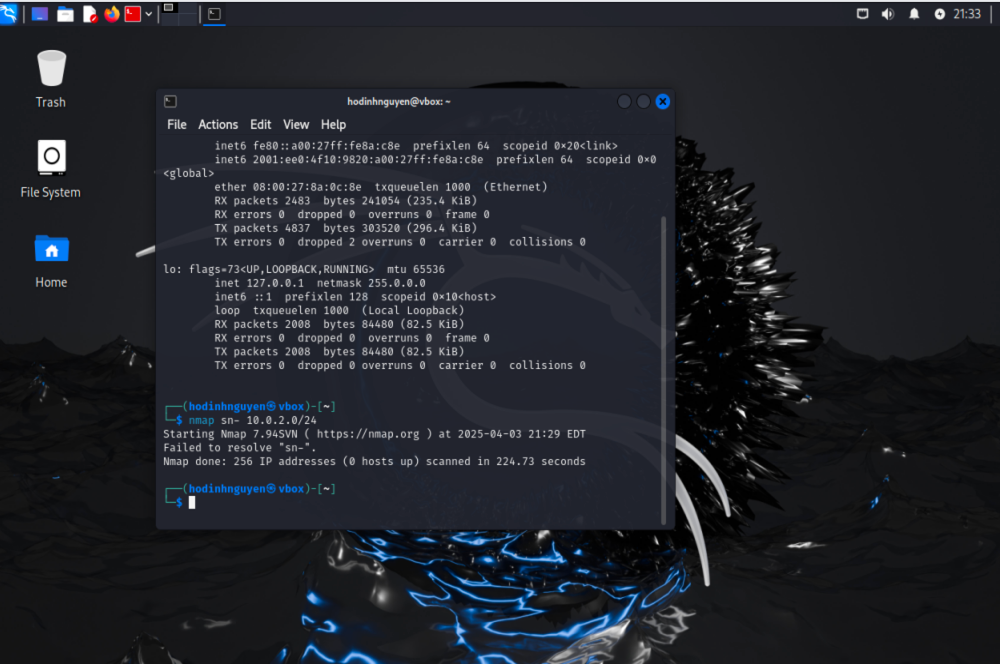 21:33
Trash
File System
Home
hodinhnguyen@vbox: ~
File Actions Edit View Help
inet6 fe80::a00:27ff:fe8a:c8e prefixlen 64 scopeid 0×20<link>
inet6 2001:ee0:4f10:9820:a00:27ff:fe8a:c8e prefixlen 64 scopeid 0×0
<global>
ether 08:00:27:8a:0c:8e txqueuelen 1000 (Ethernet)
RX packets 2483 bytes 241054 (235.4 KiB)
RX errors 0 dropped 0 overruns 0 frame 0
TX packets 4837 bytes 303520 (296.4 KiB)
TX errors 0 dropped 2 overruns 0 carrier 0 collisions 0
lo: flags=73<UP,LOOPBACK,RUNNING> mtu 65536
inet 127.0.0.1 netmask 255.0.0.0
inet6 ::1 prefixlen 128 scopeid 0×10<host>
loop txqueuelen 1000 (Local Loopback)
RX packets 2008 bytes 84480 (82.5 KiB)
RX errors 0 dropped 0 overruns 0 frame 0
TX packets 2008 bytes 84480 (82.5 KiB)
TX errors 0 dropped 0 overruns 0 carrier 0 collisions 0
┌──(hodinhnguyen㉿vbox)-[~]
└─$ nmap sn- 10.0.2.0/24
Starting Nmap 7.94SVN ( https://nmap.org ) at 2025-04-03 21:29 EDT
Failed to resolve "sn-".
Nmap done: 256 IP addresses (0 hosts up) scanned in 224.73 seconds
┌──(hodinhnguyen㉿vbox)-[~]
└─$